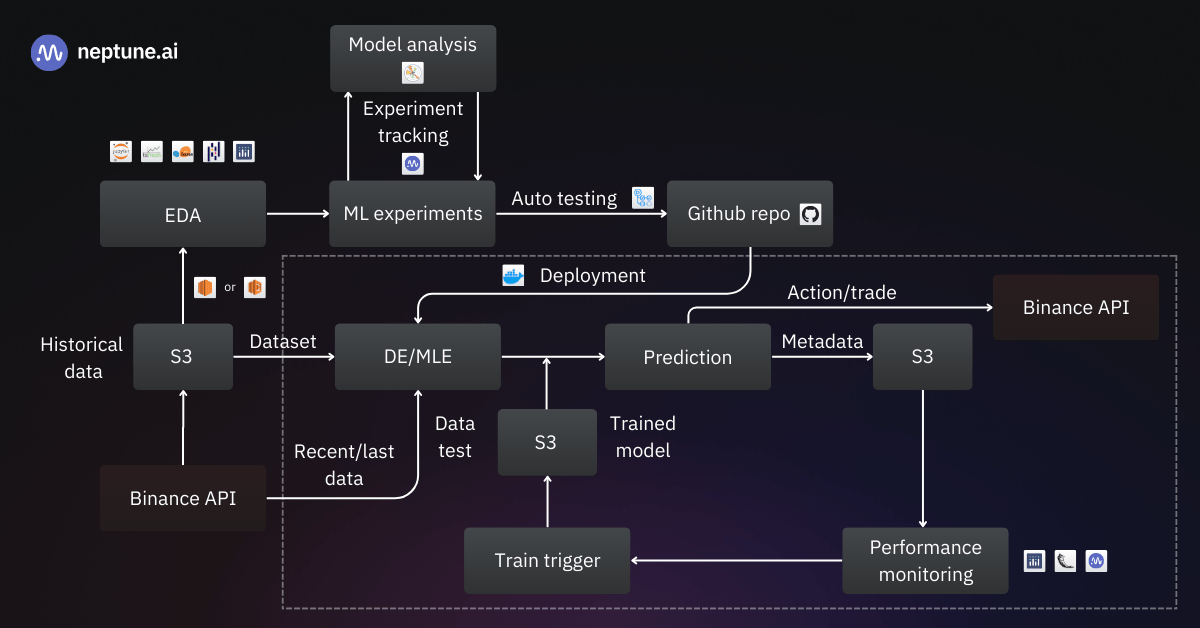 neptune.ai
Model analysis
Experiment
tracking
EDA
ML experiments
Auto testing
Github repo
or
Deployment
Action/trade
Binance API
Historical
data
S3
Dataset
DE/MLE
Prediction
Metadata
S3
Data
test
S3
Trained
model
Recent/last
data
Binance API
Train trigger
Performance
monitoring